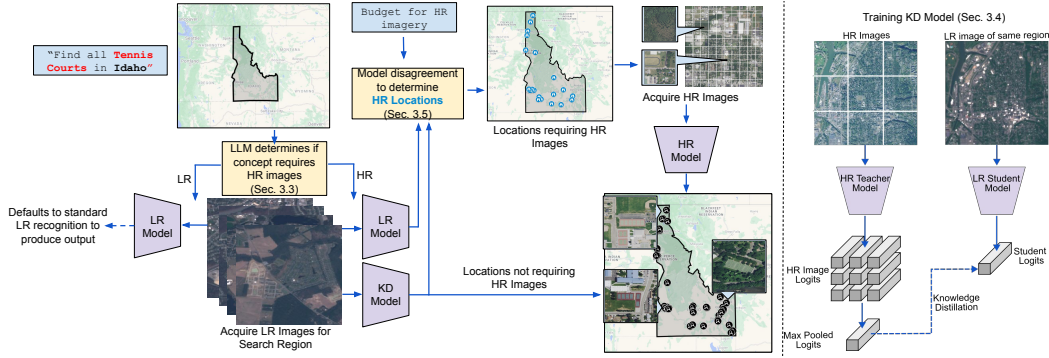 "Find all Tennis
Courts in Idaho"
Budget for HR
imagery
Model disagreement
to determine
HR Locations
(Sec. 3.5)
Locations requiring HR
Images
Acquire HR Images
HR
Model
LLM determines if
concept requires
HR images
(Sec. 3.3)
LR
HR
Defaults to standard
LR recognition to
produce output
LR
Model
LR
Model
KD
Model
Acquire LR Images for
Search Region
Locations not requiring
HR Images
Training KD Model (Sec. 3.4)
HR Images
LR image of same region
HR Teacher
Model
LR Student
Model
HR Image
Logits
Student
Logits
Knowledge
Distillation
Max Pooled
Logits